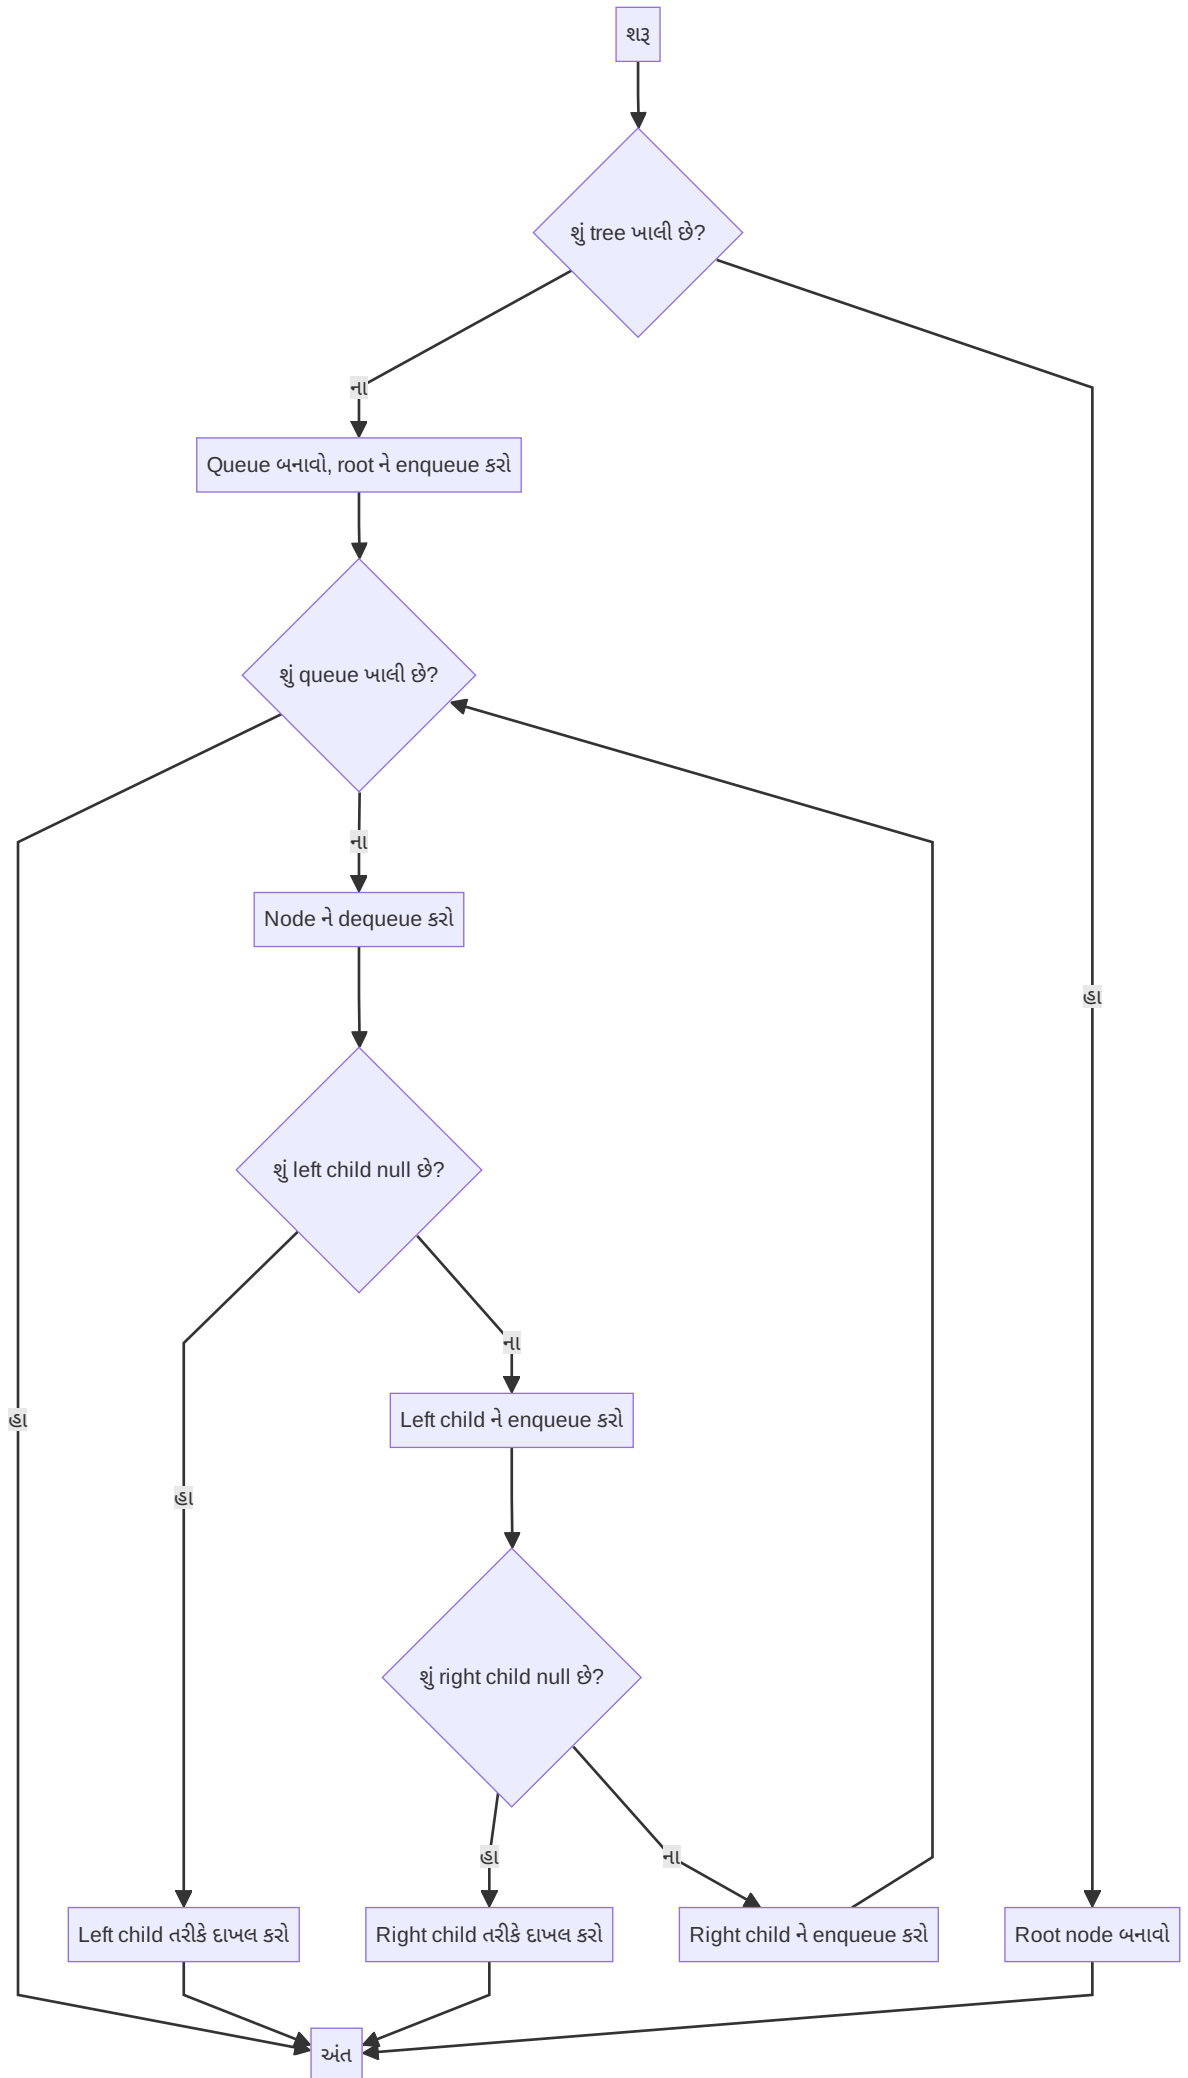 શરૂ
શું tree ખાલી છે?
ના
Queue બનાવો, root ને enqueue કરો
શું queue ખાલી છે?
ના
Node ને dequeue કરો
હા
શું left child null છે?
ના
Left child ને enqueue કરો
હા
હા
શું right child null છે?
હા
ના
Left child તરીકે દાખલ કરો
Right child તરીકે દાખલ કરો
Right child ને enqueue કરો
Root node બનાવો
અંત